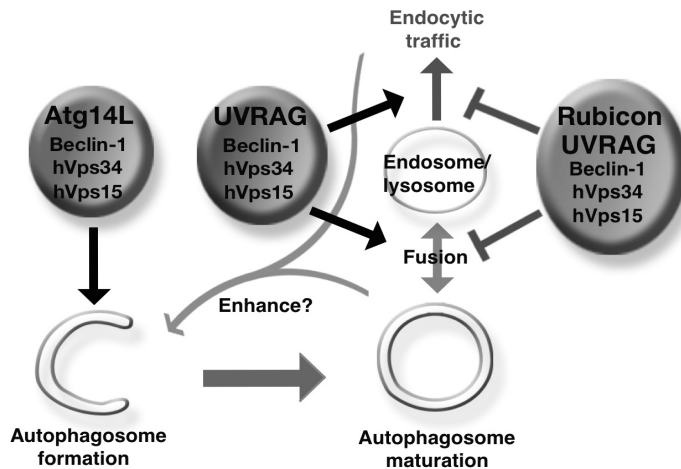 Endocytic
traffic
Atg14L
Beclin-1
hVps34
hVps15
UVRAG
Beclin-1
hVps34
hVps15
Endosome/
lysosome
Rubicon
UVRAG
Beclin-1
hVps34
hVps15
Fusion
Enhance?
Autophagosome
formation
Autophagosome
maturation